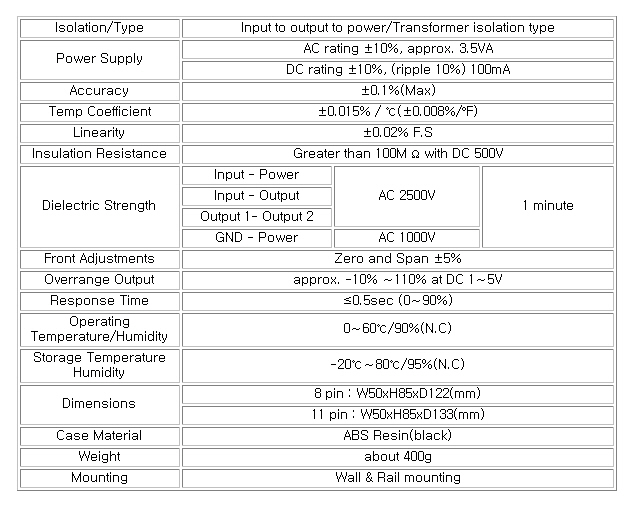 Isolation/Type Input to output to power/Transformer isolation type
Power Supply AC rating ±10%, approx. 3.5VA
DC rating ±10%, (ripple 10%) 100mA
Accuracy ±0.1%(Max)
Temp Coefficient ±0.015% / ℃(±0.008%/℉)
Linearity ±0.02% F.S
Insulation Resistance Greater than 100M Ω with DC 500V
Dielectric Strength Input - Power AC 2500V 1 minute
Input - Output
Output 1- Output 2
GND - Power AC 1000V
Front Adjustments Zero and Span ±5%
Overrange Output approx. -10% ~110% at DC 1~5V
Response Time ≤0.5sec (0~90%)
Operating
Temperature/Humidity 0~60℃/90%(N.C)
Storage Temperature
Humidity -20℃~80℃/95%(N.C)
Dimensions 8 pin : W50xH85xD122(mm)
11 pin : W50xH85xD133(mm)
Case Material ABS Resin(black)
Weight about 400g
Mounting Wall & Rail mounting